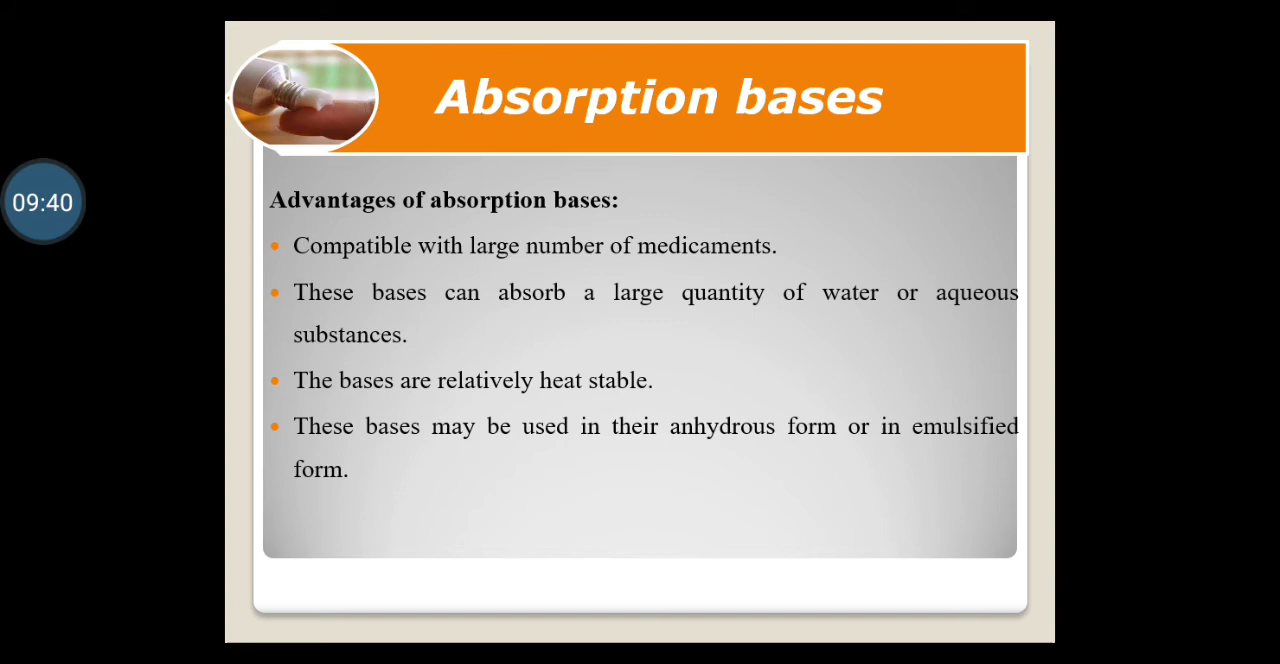 Absorption bases
09:40
Advantages of absorption bases:
Compatible with large number of medicaments.
These bases can absorb a large quantity of water or aqueous
substances.
The bases are relatively heat stable.
These bases may be used in their anhydrous form or in emulsified
form.